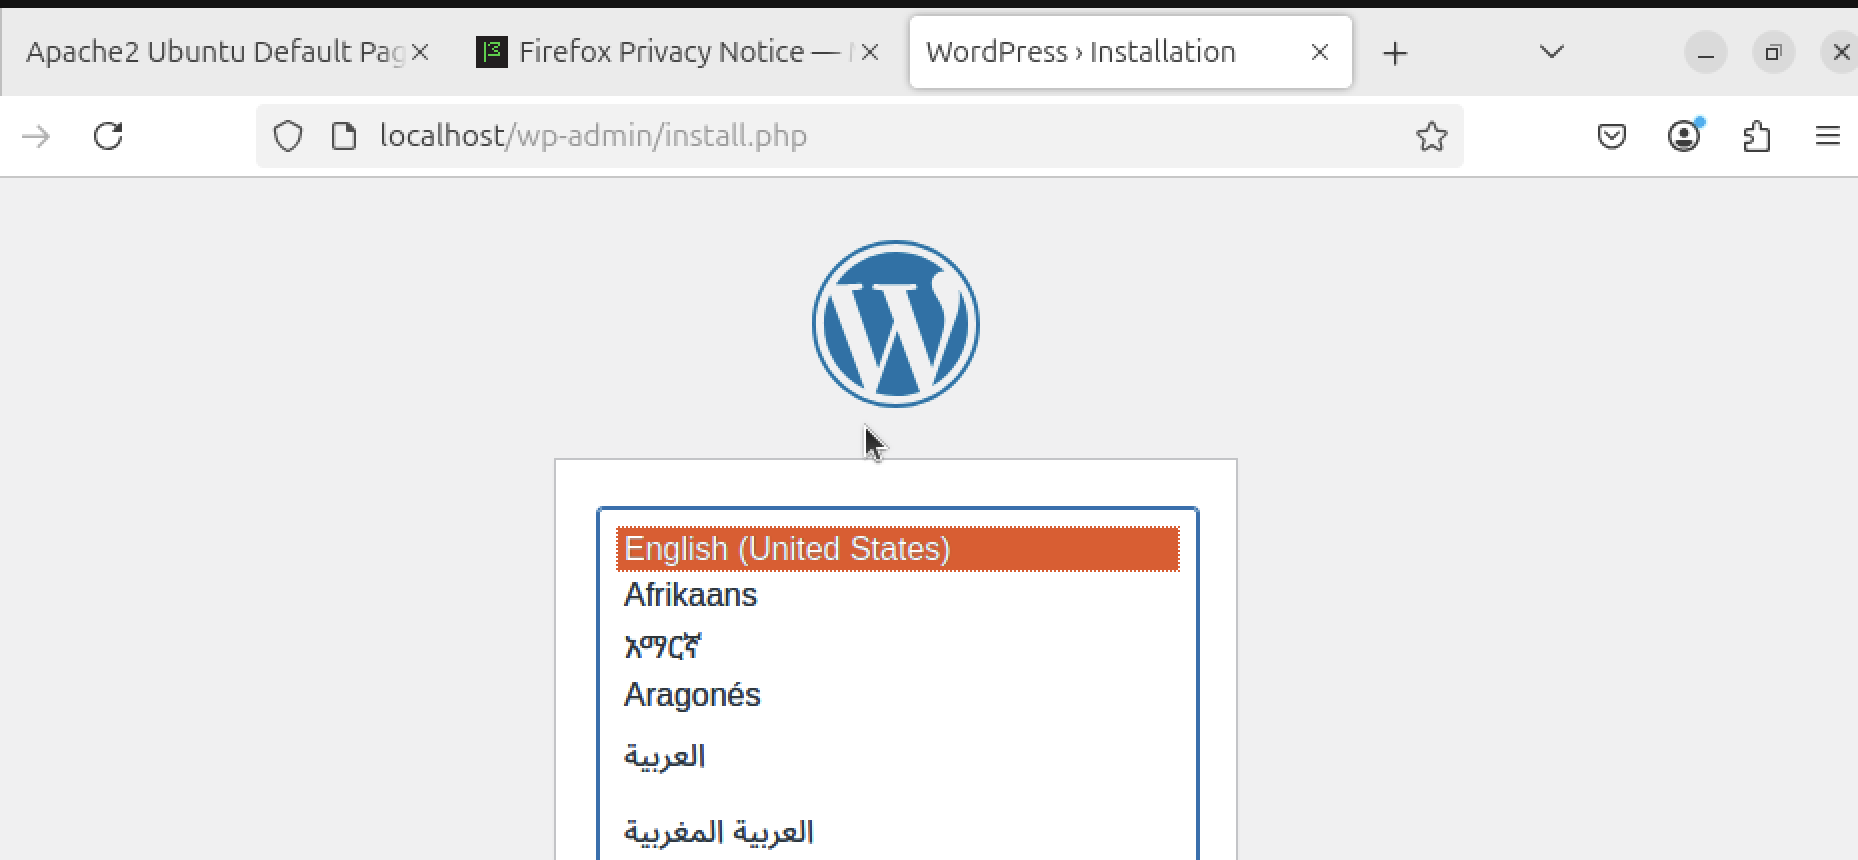 Apache2 Ubuntu Default Pag
Firefox Privacy Notice —
WordPress › Installation
localhost/wp-admin/install.php
English (United States)
Afrikaans
አማርኛ
Aragonés
العربية
العربية المغربية